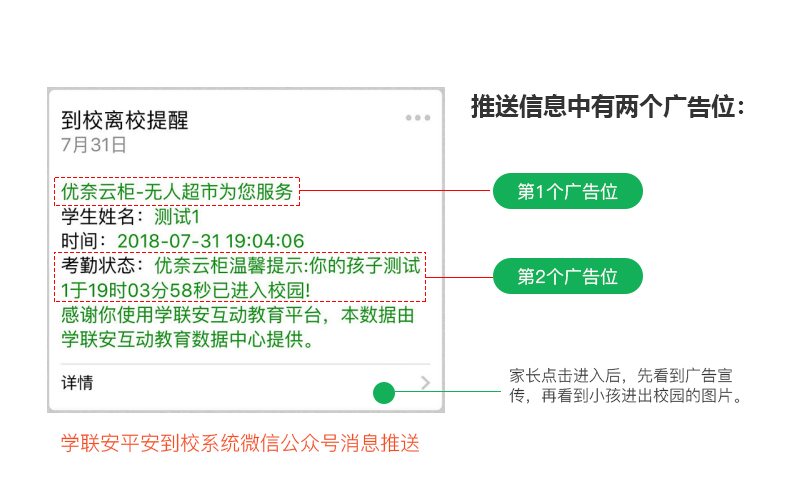 推送信息中有两个广告位：
到校离校提醒
7月31日
优奈云柜-无人超市为您服务
第1个广告位
学生姓名：测试1
时间：2018-07-31 19:04:06
考勤状态：优奈云柜温馨提示:你的孩子测试
1于19时03分58秒已进入校园!
第2个广告位
感谢你使用学联安互动教育平台，本数据由
学联安互动教育数据中心提供。
详情
家长点击进入后，先看到广告宣
传，再看到小孩进出校园的图片。
学联安平安到校系统微信公众号消息推送